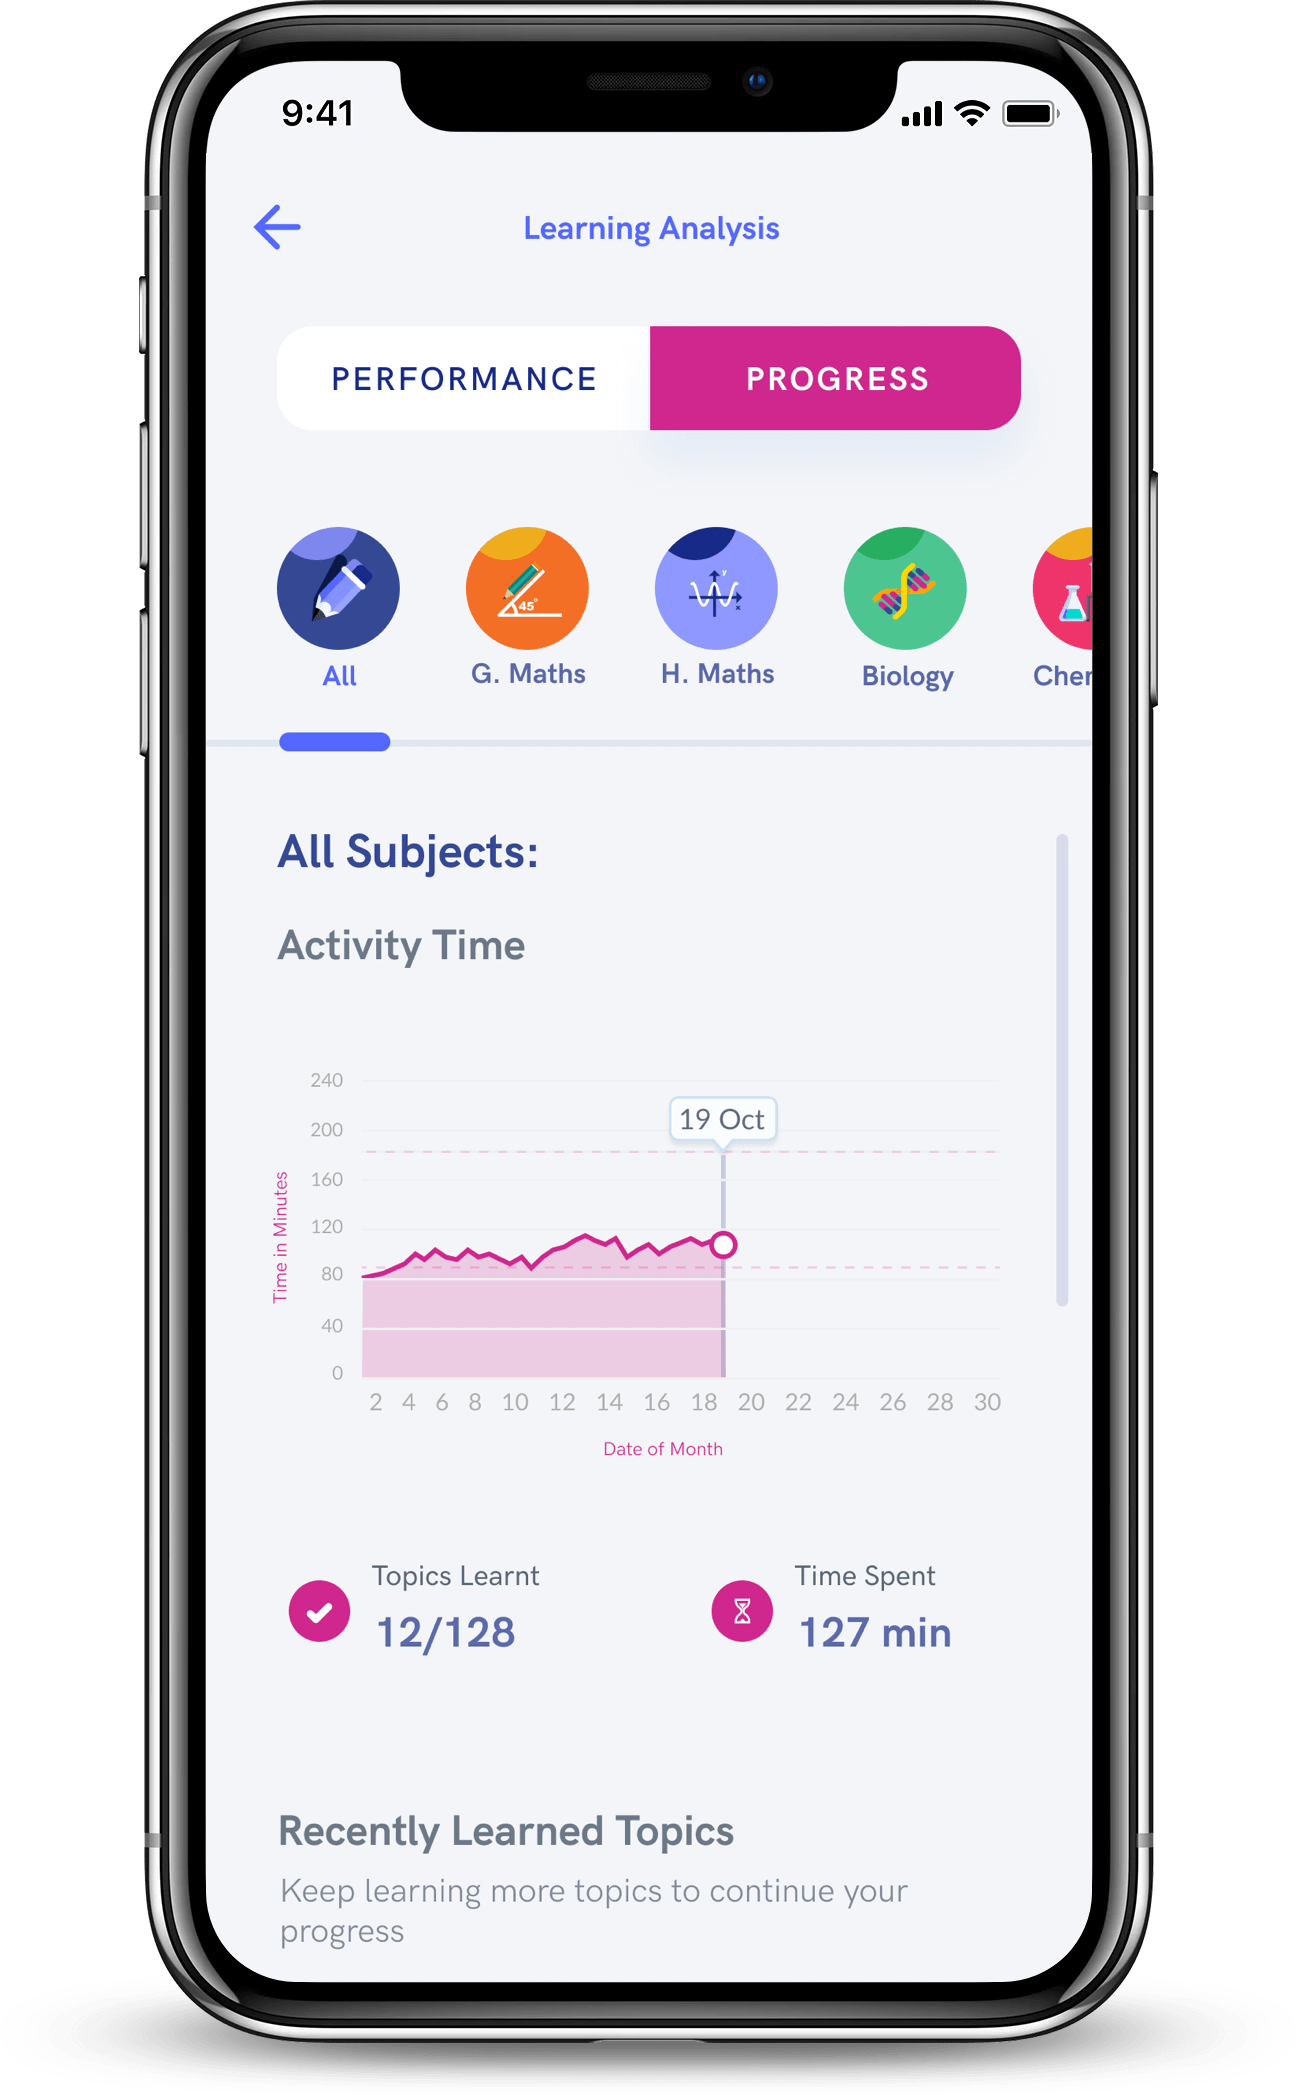 9:41
Learning Analysis
PERFORMANCE PROGRESS
45°
y
x
All G. Maths H. Maths Biology
All Subjects:
Activity Time
240
200
160
120
80
40
0
Time in Minutes
19 Oct
2 4 6 8 10 12 14 16 18 20 22 24 26 28 30
Date of Month
Topics Learnt
12/128
Time Spent
127 min
Recently Learned Topics
Keep learning more topics to continue your
progress